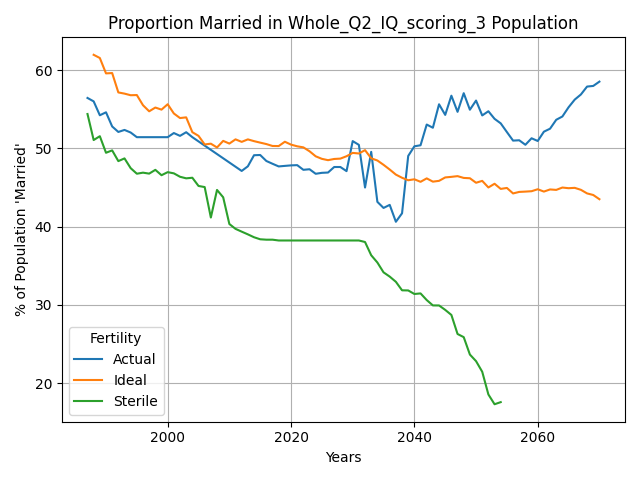 Proportion Married in Whole_Q2_IQ_scoring_3 Population
% of Population 'Married'
60
50
40
30
20
2000
2020
2040
2060
Years
Fertility
Actual
Ideal
Sterile